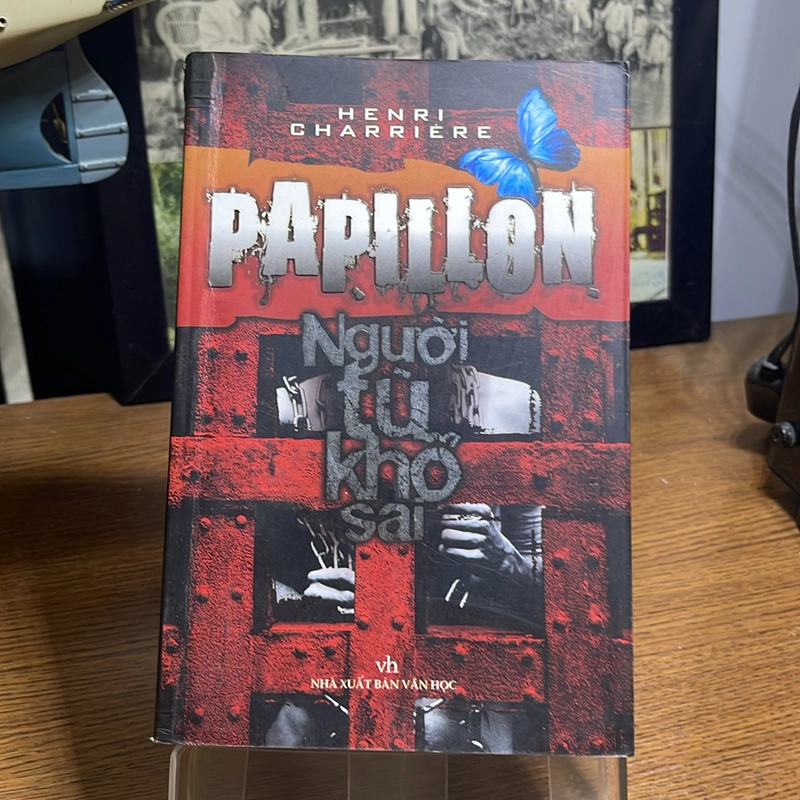 HENRI
CHARRIÈRE
PAPILLON
Người
tù
khổ
sai
vh
NHÀ XUẤT BẢN VĂN HỌC